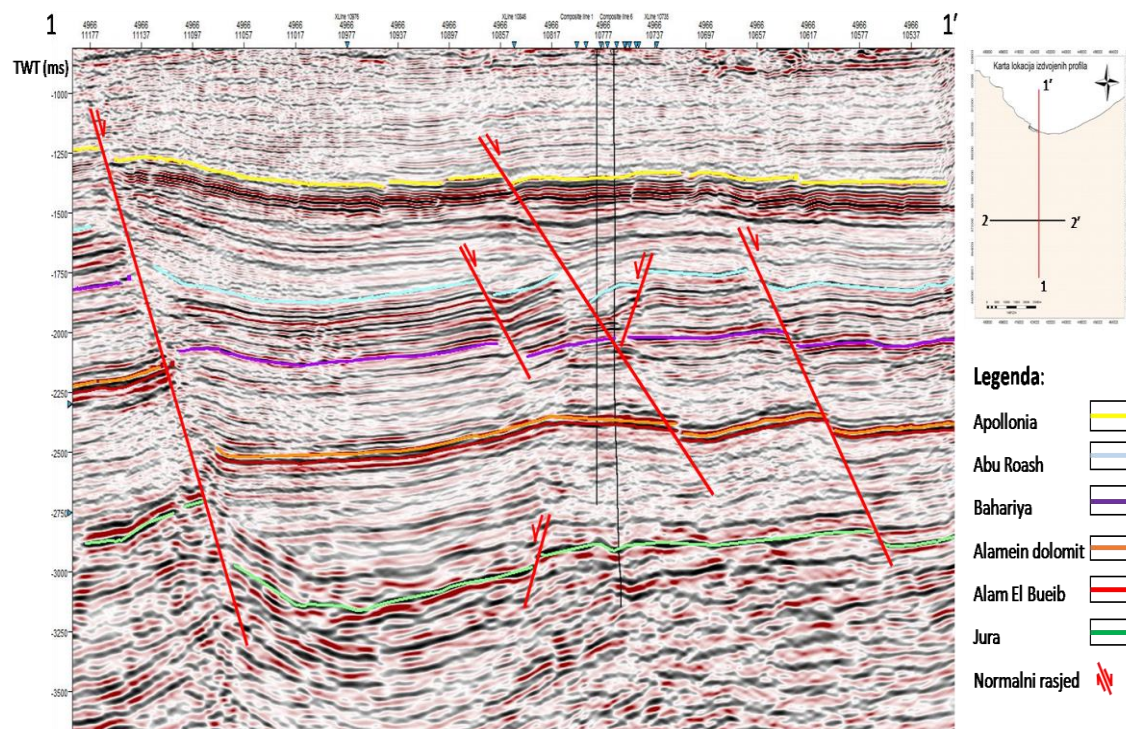 1
1'
XLine 10976
XLine 10846
Composite line 1
Composite line 6
XLine 10735
4966 4966 4966 4966 4966 4966 4966 4966 4966 4966 4966 4966 4966 4966 4966 4966 4966
11177 11137 11097 11057 11017 10977 10937 10897 10857 10817 10777 10737 10697 10657 10617 10577 10537
TWT (ms)
-1000
-1250
-1500
-1750
-2000
-2250
-2500
-2750
-3000
-3250
-3500
Karta lokacija izdvojenih profila
1'
2
2'
1
Legenda:
Apollonia
Abu Roash
Bahariya
Alamein dolomit
Alam El Bueib
Jura
Normalni rasjed